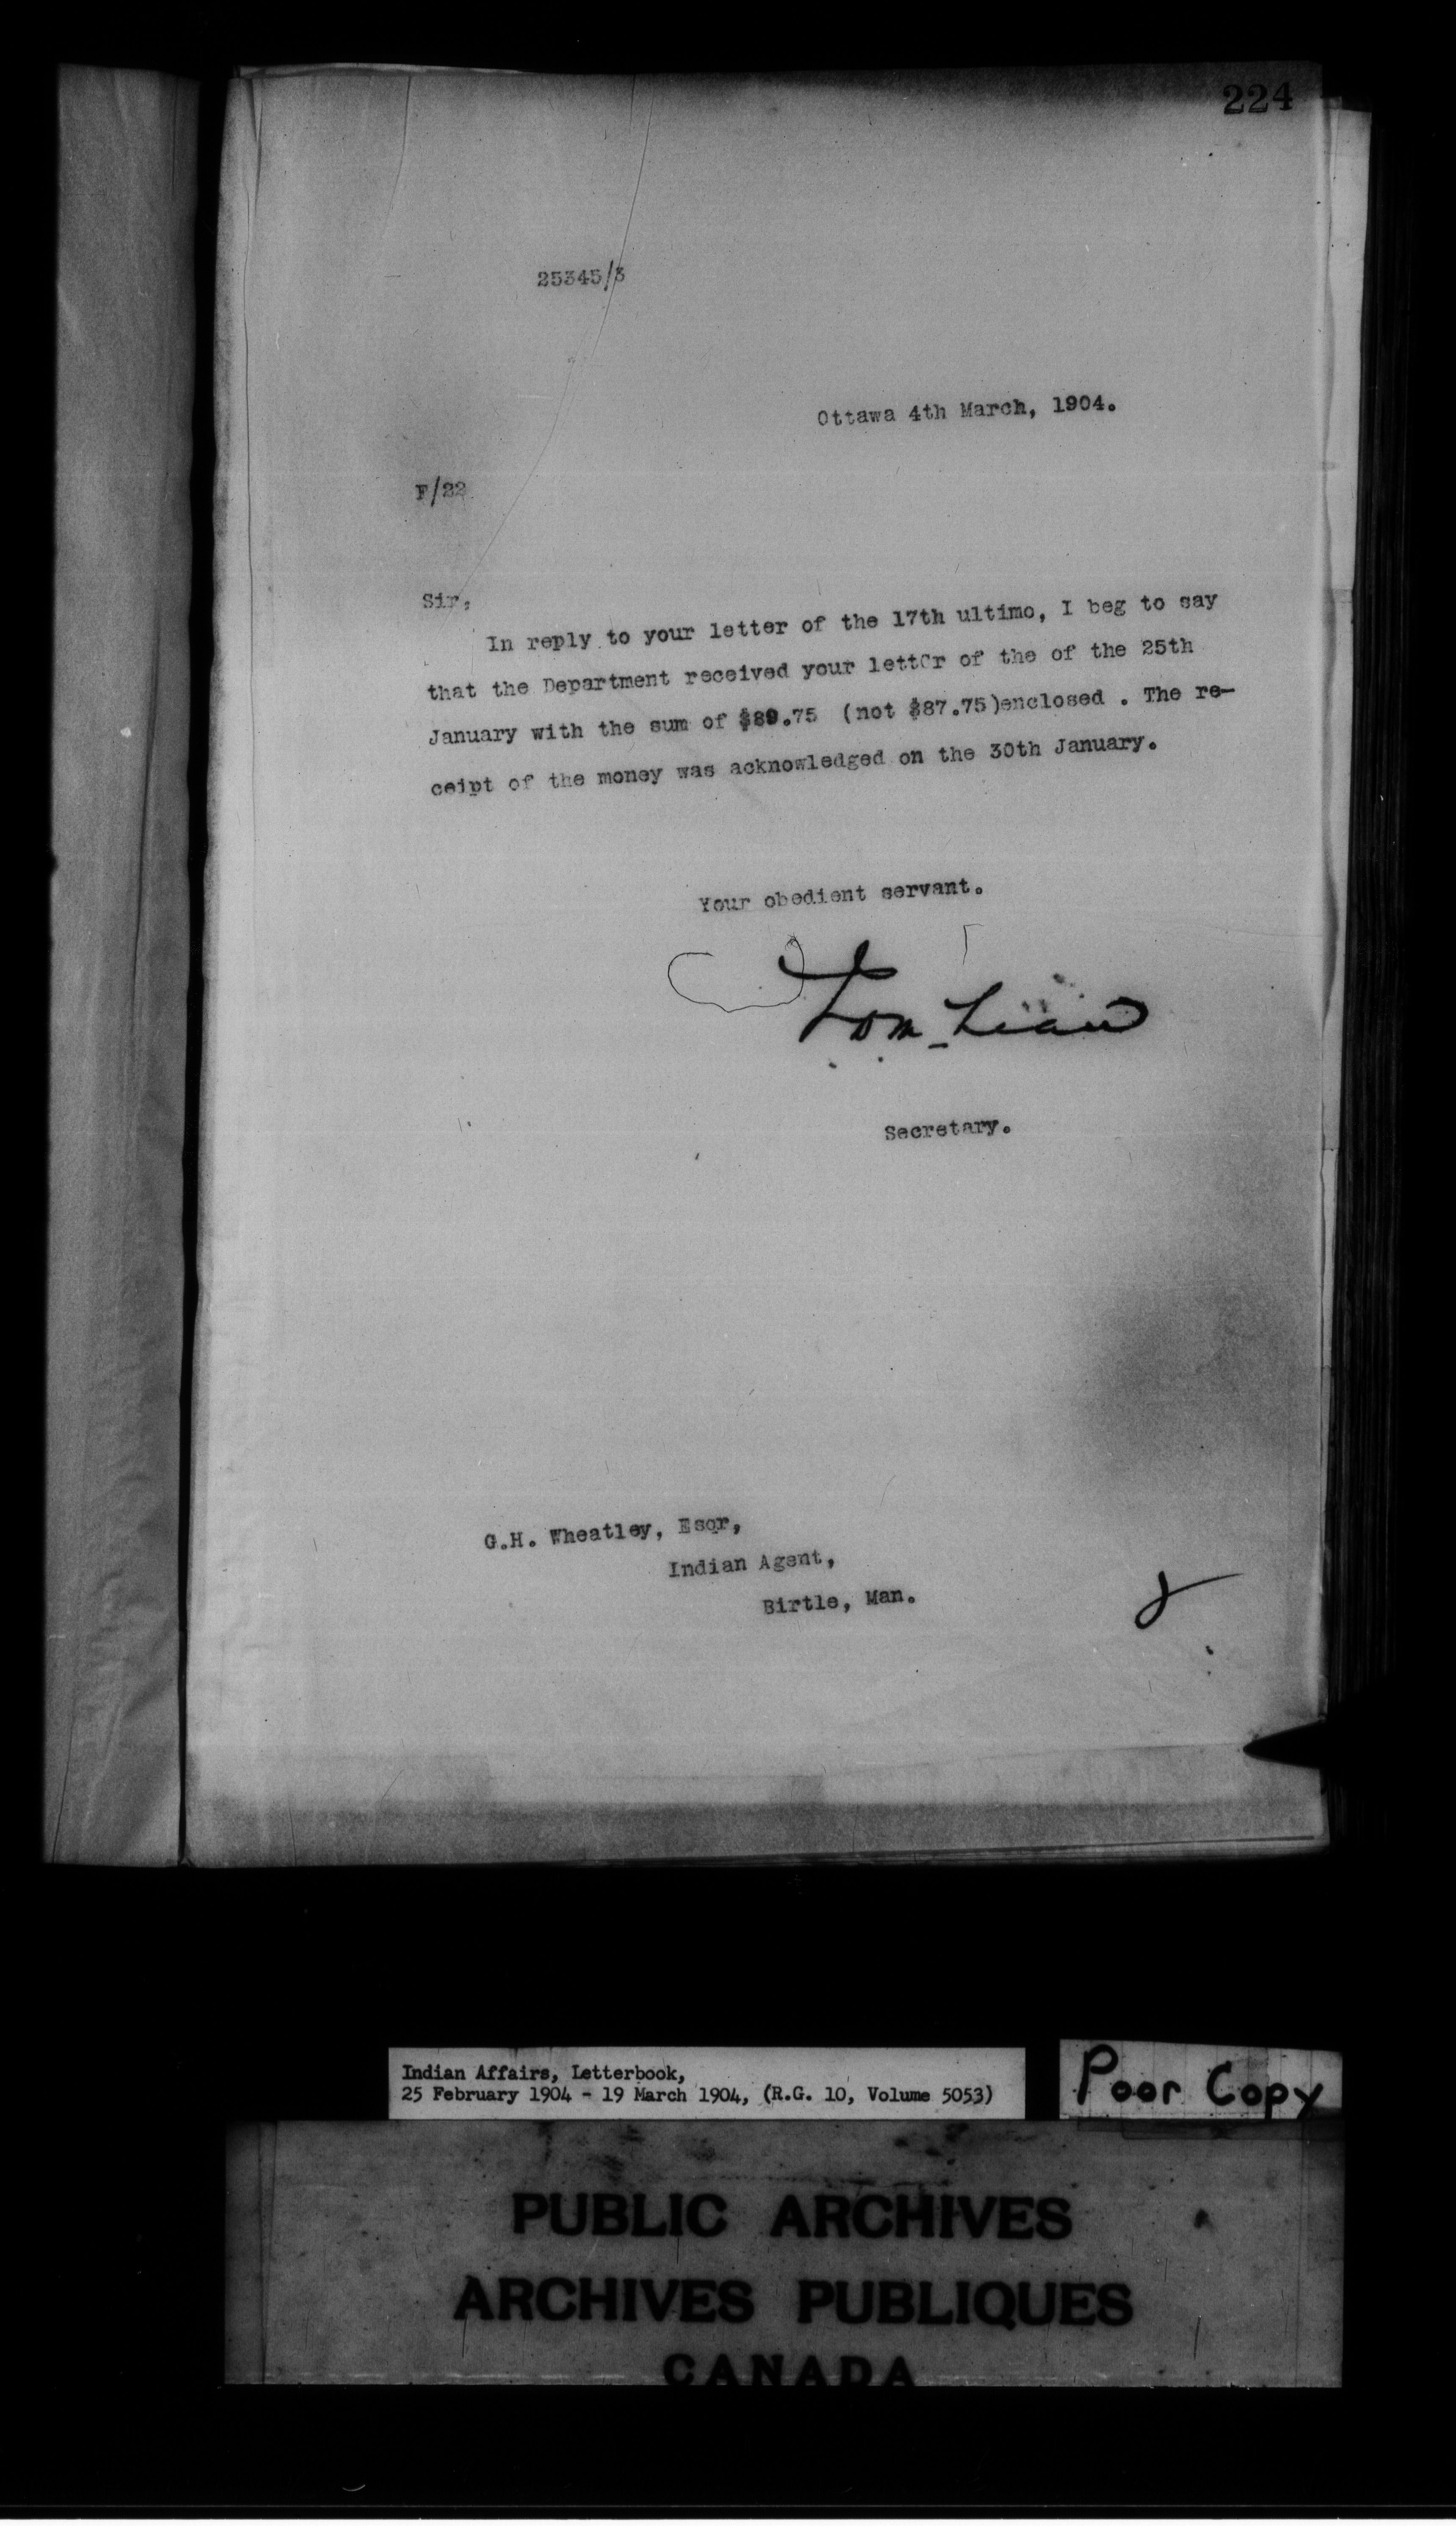 224
25345/3
Ottawa 4th March, 1904.
F/22
Sir,
In reply to your letter of the 17th ultimo, I beg to say
that the Department received your letter of the of the 25th
January with the sum of $89.75 (not $87.75)enclosed . The re-
ceipt of the money was acknowledged on the 30th January.
Your obedient servant.
Secretary.
G.H. Wheatley, Esqr,
Indian Agent,
Birtle, Man.
Indian Affairs, Letterbook,
25 February 1904 - 19 March 1904, (R.G. 10, Volume 5053)
Poor Copy
PUBLIC ARCHIVES
ARCHIVES PUBLIQUES
CANADA